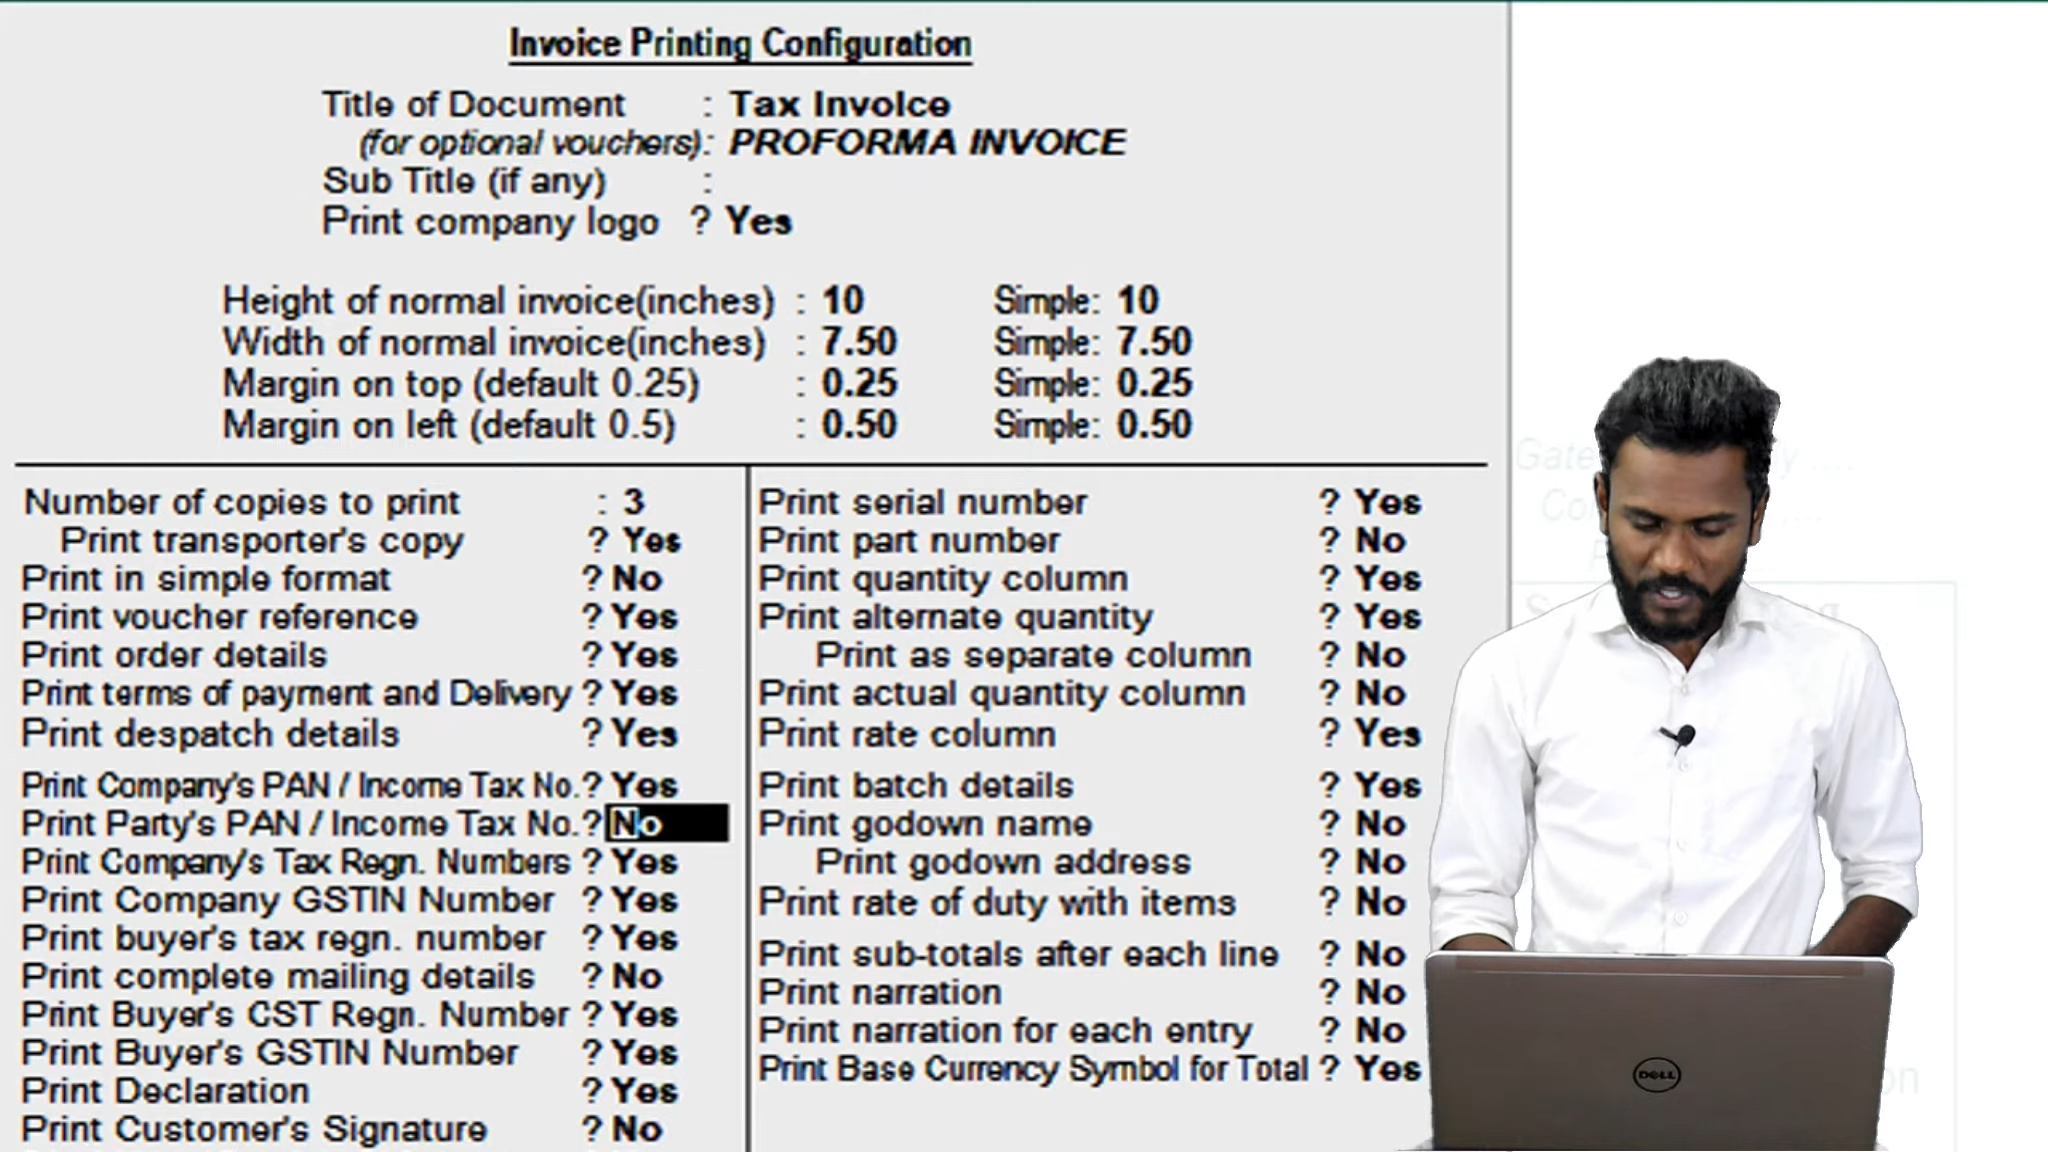 Invoice Printing Configuration
Title of Document : Tax Invoice
(for optional vouchers): PROFORMA INVOICE
Sub Title (if any) :
Print company logo ? Yes
Height of normal invoice(inches) : 10 Simple: 10
Width of normal invoice(inches) : 7.50 Simple: 7.50
Margin on top (default 0.25) : 0.25 Simple: 0.25
Margin on left (default 0.5) : 0.50 Simple: 0.50
Number of copies to print : 3
Print transporter's copy ? Yes
Print in simple format ? No
Print voucher reference ? Yes
Print order details ? Yes
Print terms of payment and Delivery ? Yes
Print despatch details ? Yes
Print Company's PAN / Income Tax No. ? Yes
Print Party's PAN / Income Tax No. ? No
Print Company's Tax Regn. Numbers ? Yes
Print Company GSTIN Number ? Yes
Print buyer's tax regn. number ? Yes
Print complete mailing details ? No
Print Buyer's CST Regn. Number ? Yes
Print Buyer's GSTIN Number ? Yes
Print Declaration ? Yes
Print Customer's Signature ? No
Print serial number ? Yes
Print part number ? No
Print quantity column ? Yes
Print alternate quantity ? Yes
Print as separate column ? No
Print actual quantity column ? No
Print rate column ? Yes
Print batch details ? Yes
Print godown name ? No
Print godown address ? No
Print rate of duty with items ? No
Print sub-totals after each line ? No
Print narration ? No
Print narration for each entry ? No
Print Base Currency Symbol for Total ? Yes
DELL